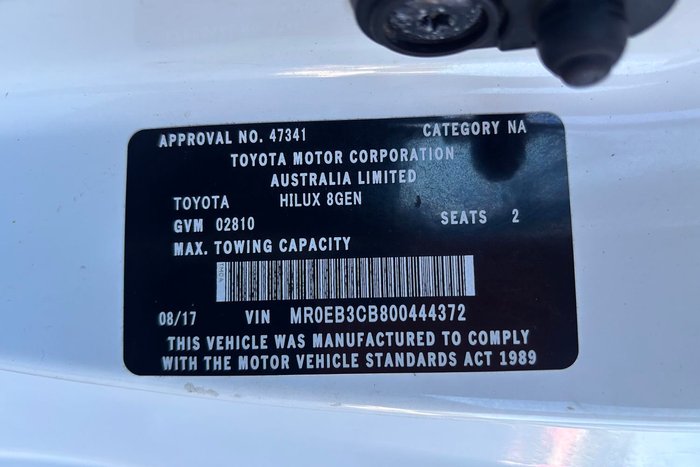 APPROVAL NO. 47341 CATEGORY NA
TOYOTA MOTOR CORPORATION
AUSTRALIA LIMITED
TOYOTA HILUX 8GEN
GVM 02810 SEATS 2
MAX. TOWING CAPACITY
TMCA
08/17 VIN MR0EB3CB800444372
THIS VEHICLE WAS MANUFACTURED TO COMPLY
WITH THE MOTOR VEHICLE STANDARDS ACT 1989